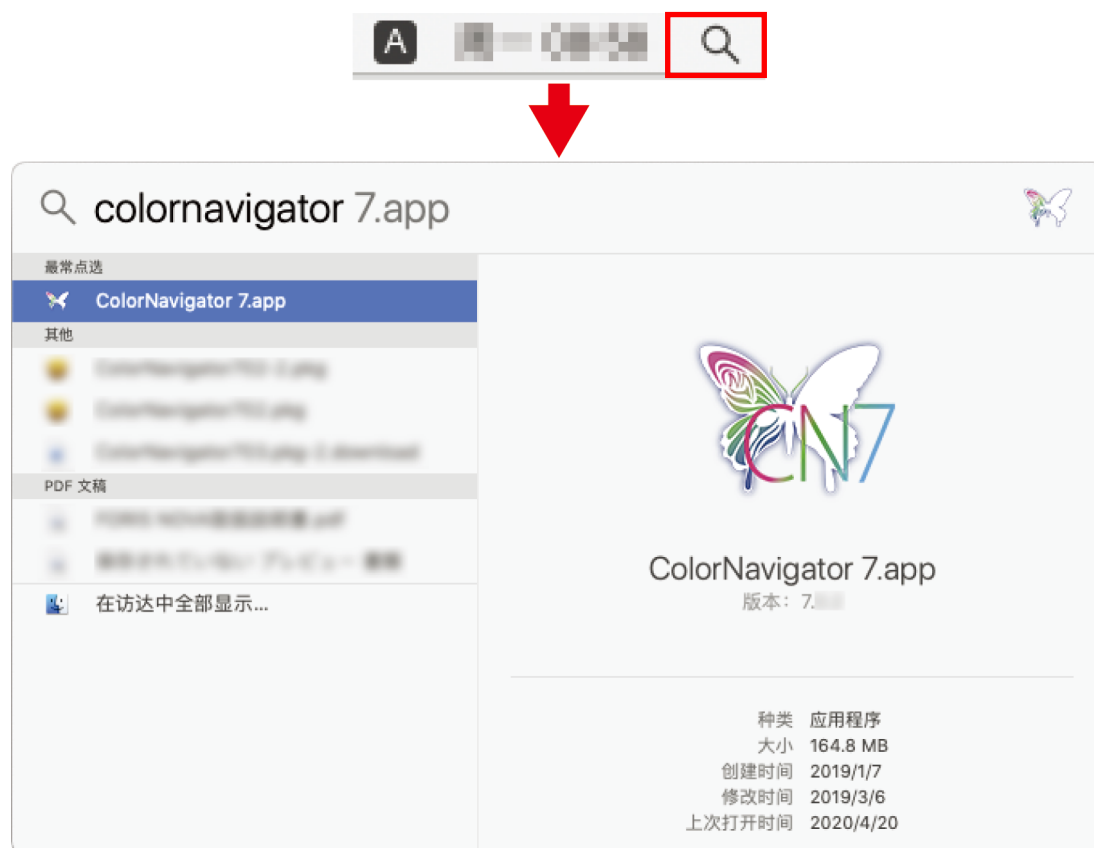 A
colornavigator 7.app
最常点选
ColorNavigator 7.app
其他
PDF 文稿
在访达中全部显示...
CN7
ColorNavigator 7.app
版本： 7.
种类 应用程序
大小 164.8 MB
创建时间 2019/1/7
修改时间 2019/3/6
上次打开时间 2020/4/20